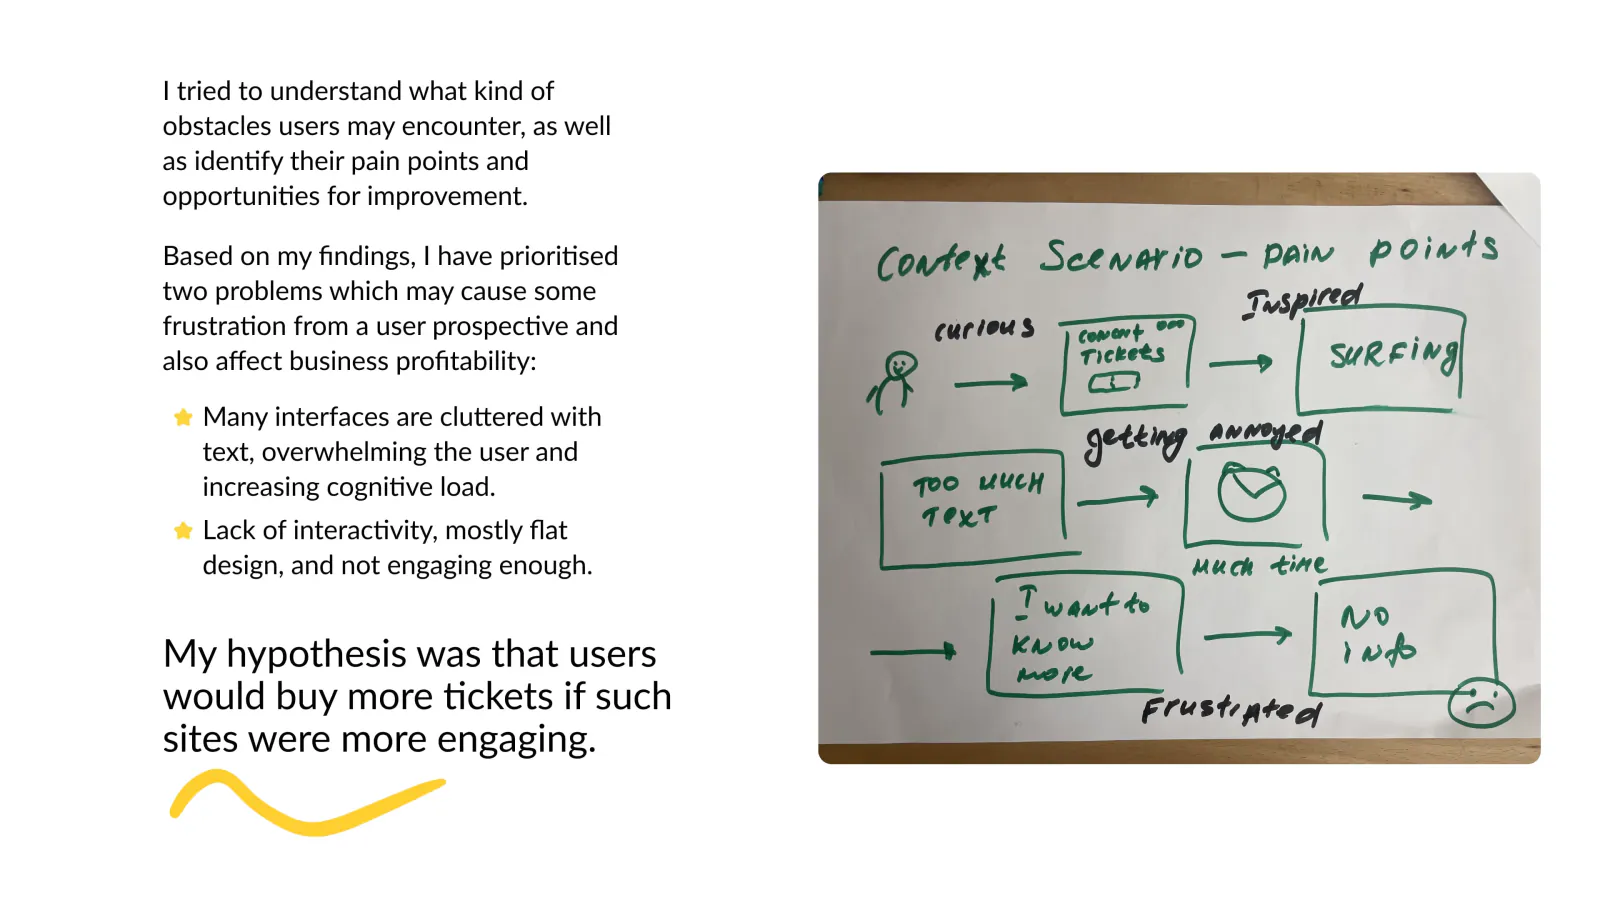 I tried to understand what kind of
obstacles users may encounter, as well
as identify their pain points and
opportunities for improvement.
Based on my findings, I have prioritised
two problems which may cause some
frustration from a user prospective and
also affect business profitability:
Many interfaces are cluttered with
text, overwhelming the user and
increasing cognitive load.
Lack of interactivity, mostly flat
design, and not engaging enough.
My hypothesis was that users
would buy more tickets if such
sites were more engaging.
Context Scenario – pain points
curious
Tickets
Inspired
SURFING
TOO MUCH
TEXT
getting annoyed
Much time
I want to
know
more
Frustrated
NO
info